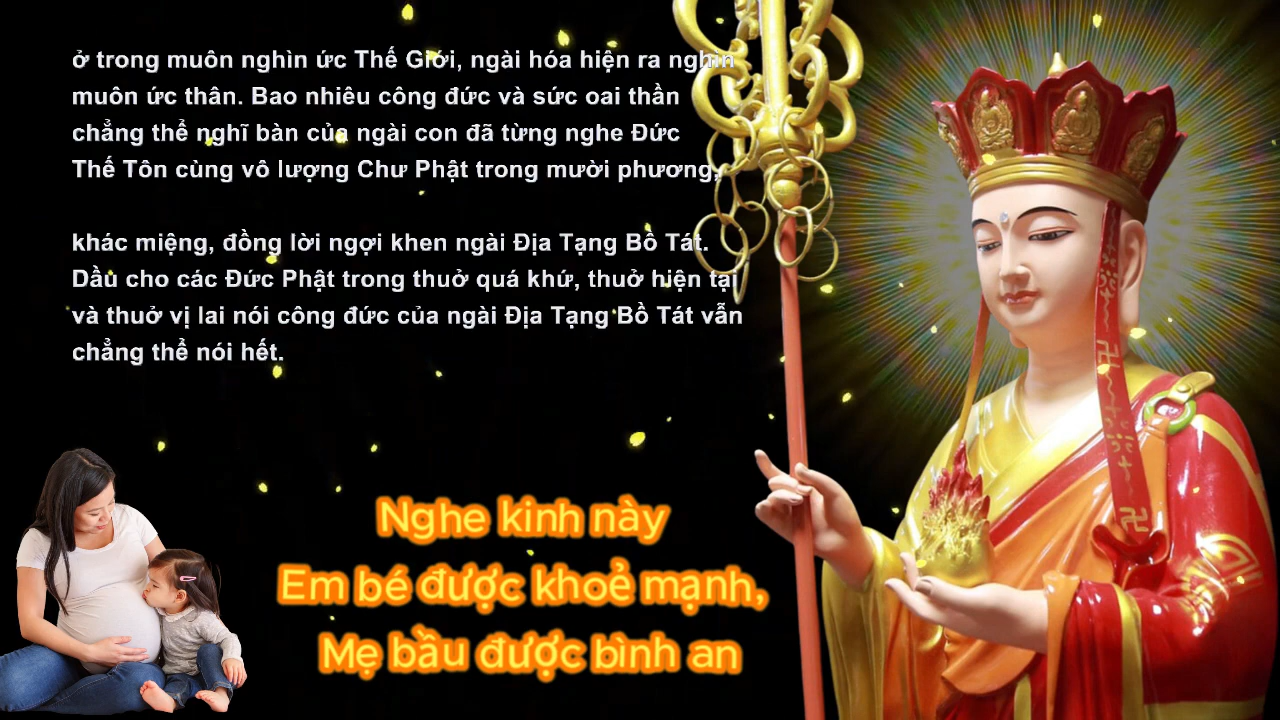 ở trong muôn nghìn ức Thế Giới, ngài hóa hiện ra nghìn
muôn ức thân. Bao nhiêu công đức và sức oai thần
chẳng thể nghĩ bàn của ngài con đã từng nghe Đức
Thế Tôn cùng vô lượng Chư Phật trong mười phương,
khác miệng, đồng lời ngợi khen ngài Địa Tạng Bồ Tát.
Dầu cho các Đức Phật trong thuở quá khứ, thuở hiện tại
và thuở vị lai nói công đức của ngài Địa Tạng Bồ Tát vẫn
chẳng thể nói hết.
Nghe kinh này
Em bé được khoẻ mạnh,
Mẹ bầu được bình an